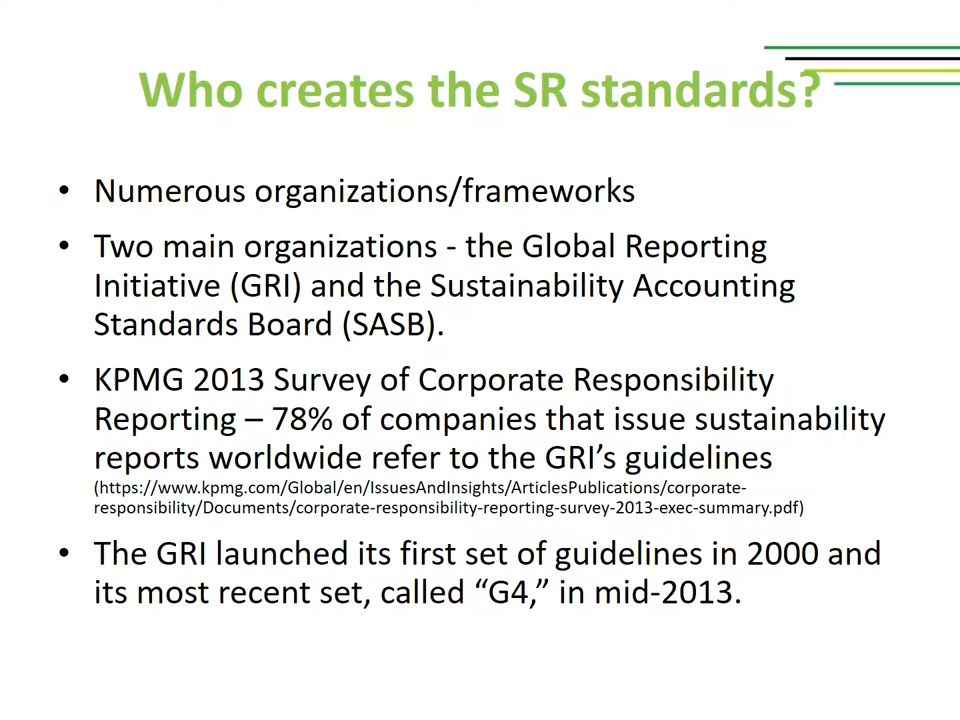 Who creates the SR standards?
• Numerous organizations/frameworks
• Two main organizations - the Global Reporting
Initiative (GRI) and the Sustainability Accounting
Standards Board (SASB).
• KPMG 2013 Survey of Corporate Responsibility
Reporting – 78% of companies that issue sustainability
reports worldwide refer to the GRI’s guidelines
(https://www.kpmg.com/Global/en/IssuesAndInsights/ArticlesPublications/corporate-
responsibility/Documents/corporate-responsibility-reporting-survey-2013-exec-summary.pdf)
• The GRI launched its first set of guidelines in 2000 and
its most recent set, called “G4,” in mid-2013.